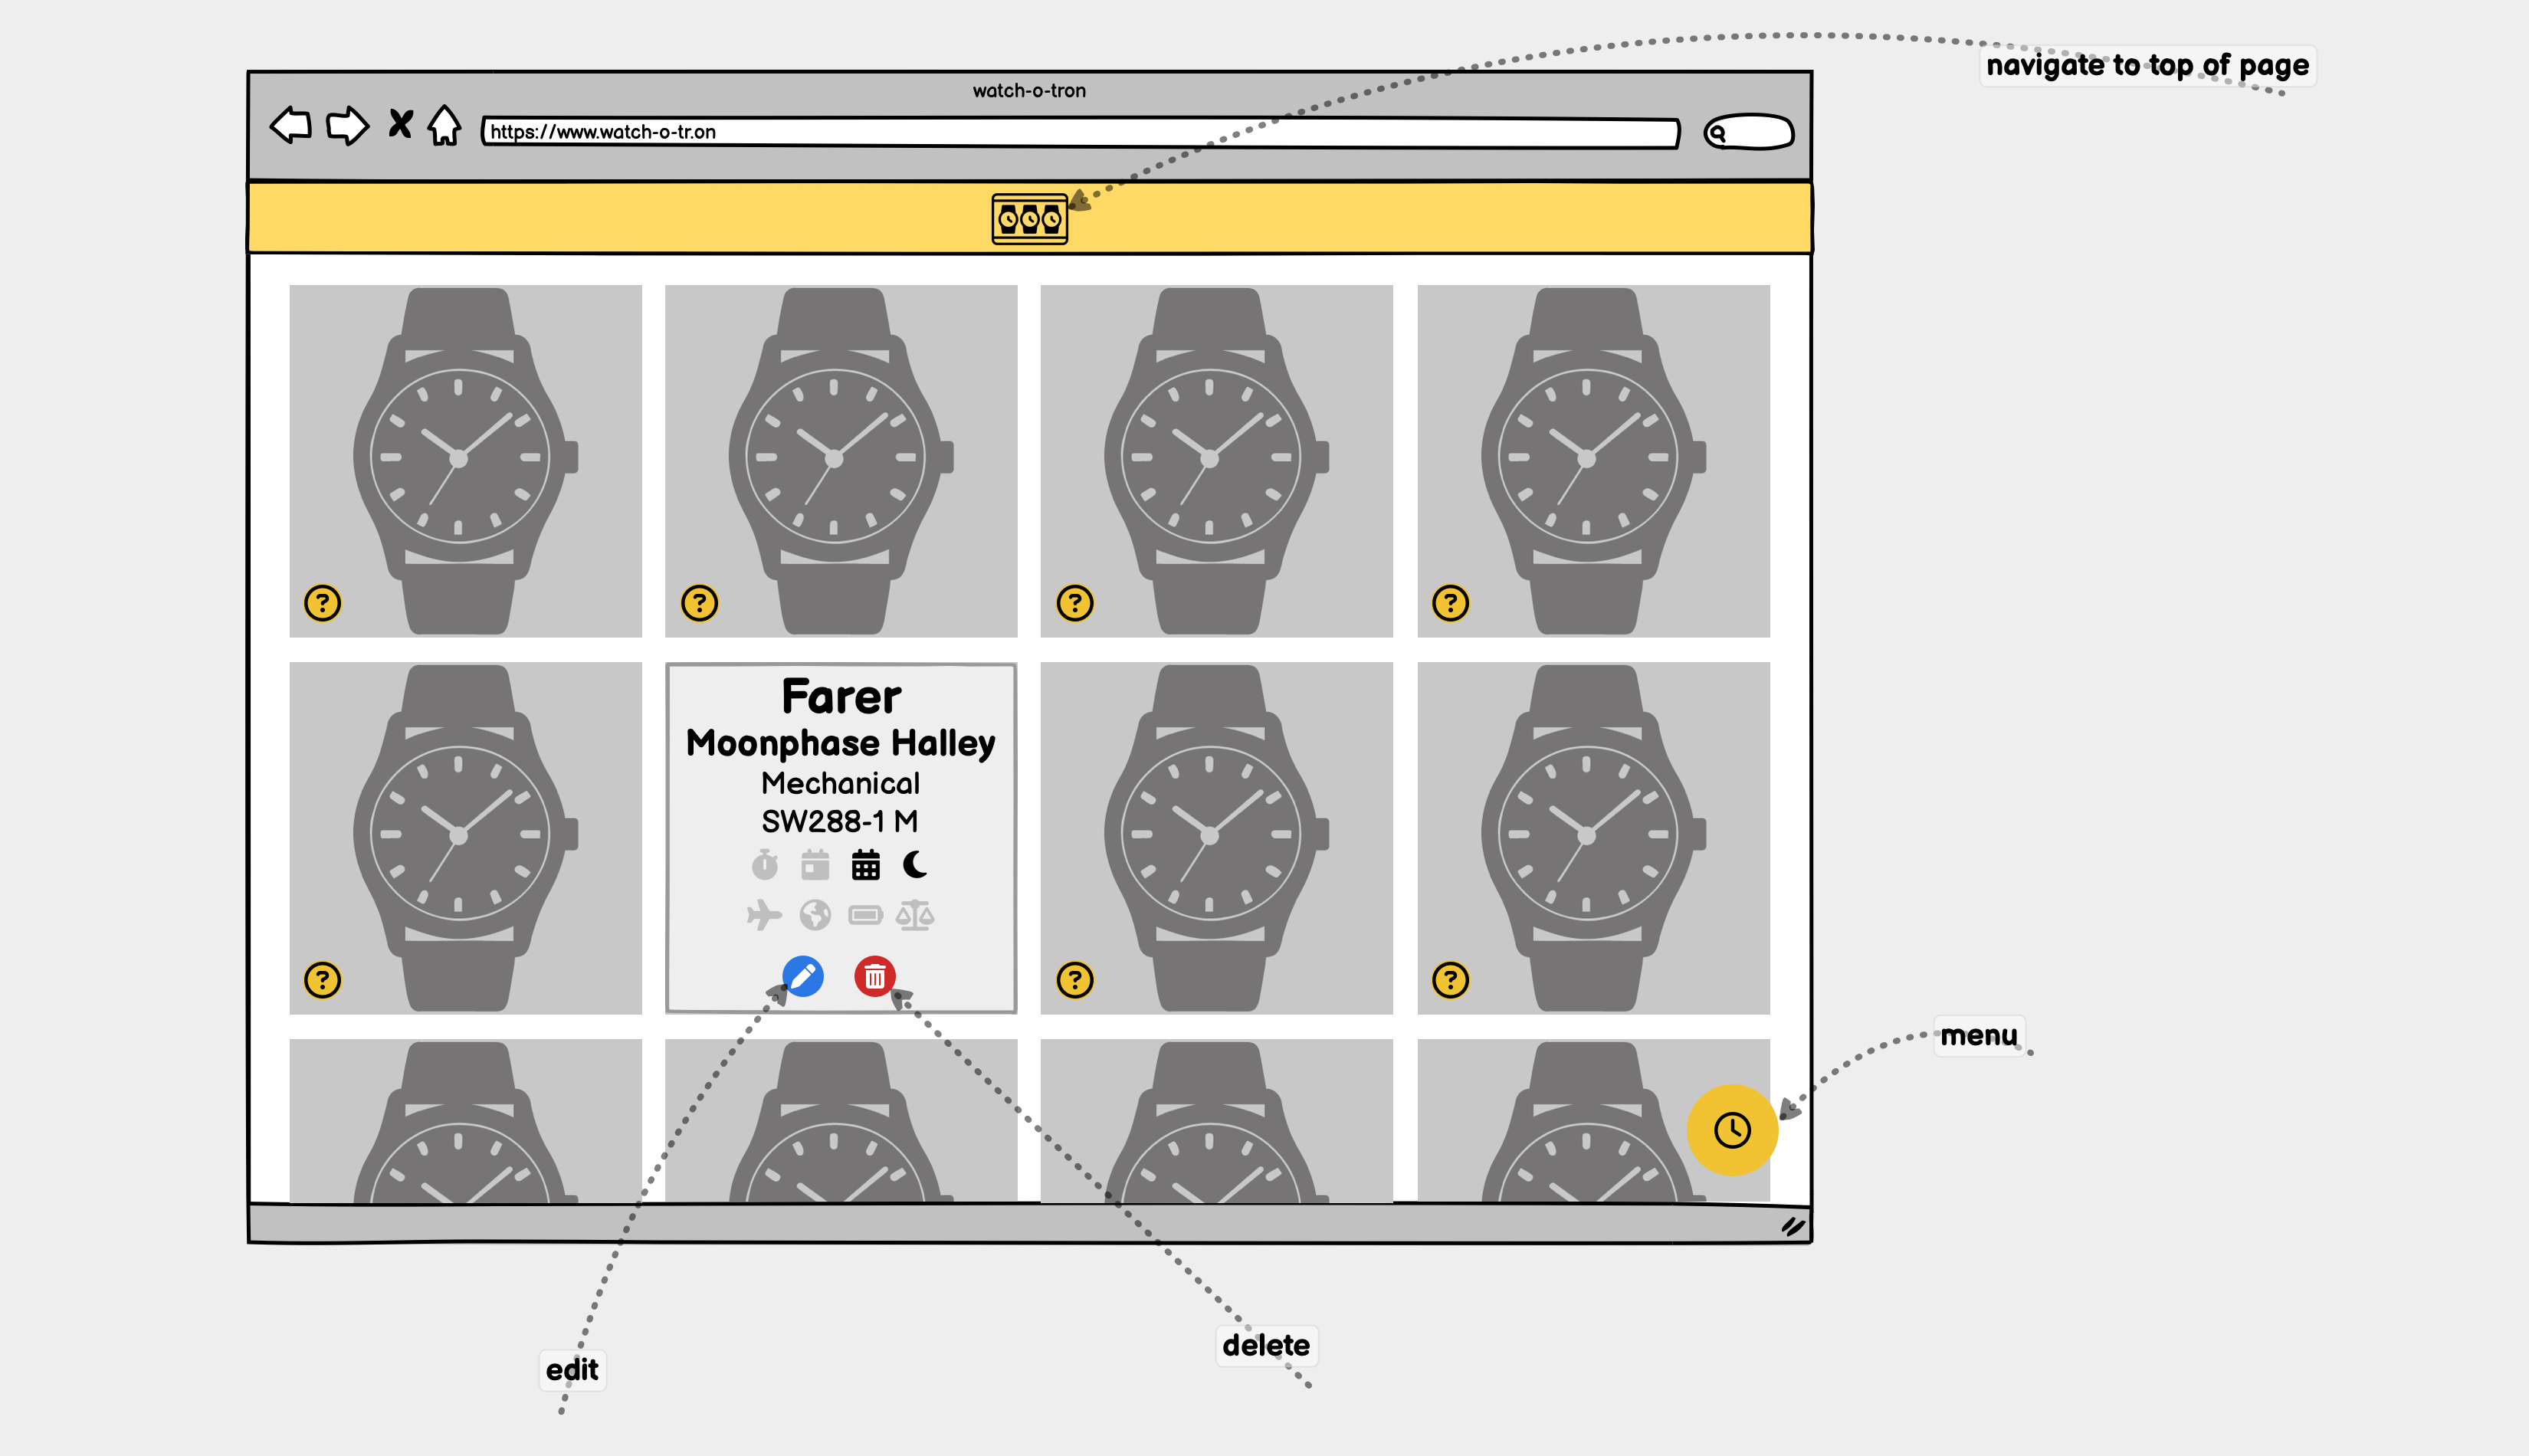 navigate to top of page
watch-o-tron
https://www.watch-o-tr.on
?
?
?
?
Farer
Moonphase Halley
Mechanical
SW288-1 M
?
?
?
menu
delete
edit